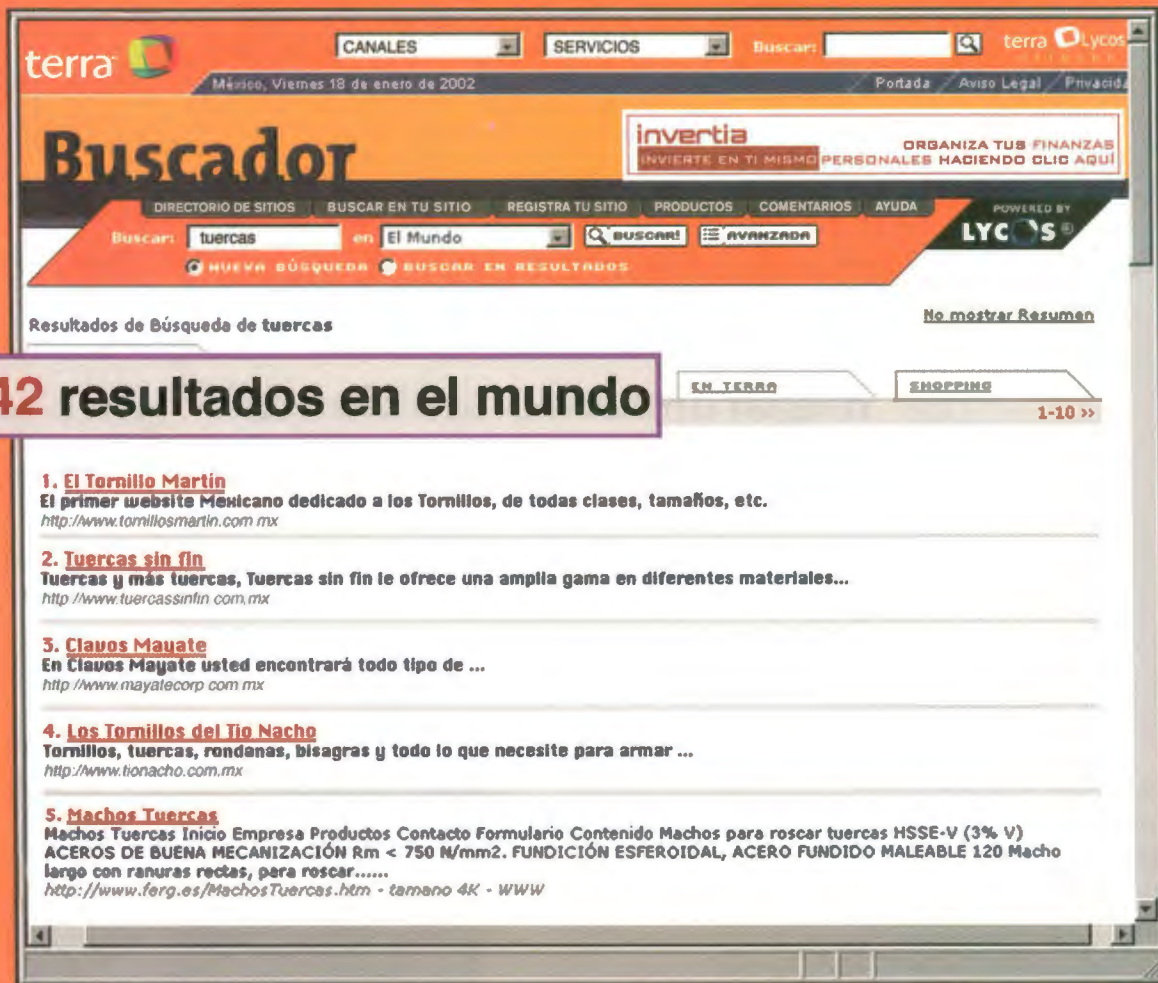 terra
CANALES
SERVICIOS
Buscar:
terra Lycos
México, Viernes 18 de enero de 2002
Portada / Aviso Legal / Privacid
Buscador
invertia
INVIERTE EN TI MISMO
ORGANIZA TUS FINANZAS
PERSONALES HACIENDO CLIC AQUÍ
DIRECTORIO DE SITIOS
BUSCAR EN TU SITIO
REGISTRA TU SITIO
PRODUCTOS
COMENTARIOS
AYUDA
POWERED BY
LYCOS®
Buscar: tuercas en El Mundo BUSCAR! AVANZADA
NUEVA BÚSQUEDA BUSCAR EN RESULTADOS
Resultados de Búsqueda de tuercas
No mostrar Resumen
42 resultados en el mundo
EN TERRA
SHOPPING
1-10 »
1. El Tornillo Martín
El primer website Mexicano dedicado a los Tornillos, de todas clases, tamaños, etc.
http://www.tornillosmartin.com.mx
2. Tuercas sin fin
Tuercas y más tuercas, Tuercas sin fin le ofrece una amplia gama en diferentes materiales...
http://www.tuercassinfin.com.mx
3. Clavos Mayate
En Clavos Mayate usted encontrará todo tipo de ...
http://www.mayatecorp.com.mx
4. Los Tornillos del Tio Nacho
Tornillos, tuercas, rondanas, bisagras y todo lo que necesite para armar ...
http://www.tionacho.com.mx
5. Machos Tuercas
Machos Tuercas Inicio Empresa Productos Contacto Formulario Contenido Machos para roscar tuercas HSSE-V (3% V)
ACEROS DE BUENA MECANIZACIÓN Rm < 750 N/mm2. FUNDICIÓN ESFEROIDAL, ACERO FUNDIDO MALEABLE 120 Macho
largo con ranuras rectas, para roscar......
http://www.ferg.es/MachosTuercas.htm - tamano 4K - WWW